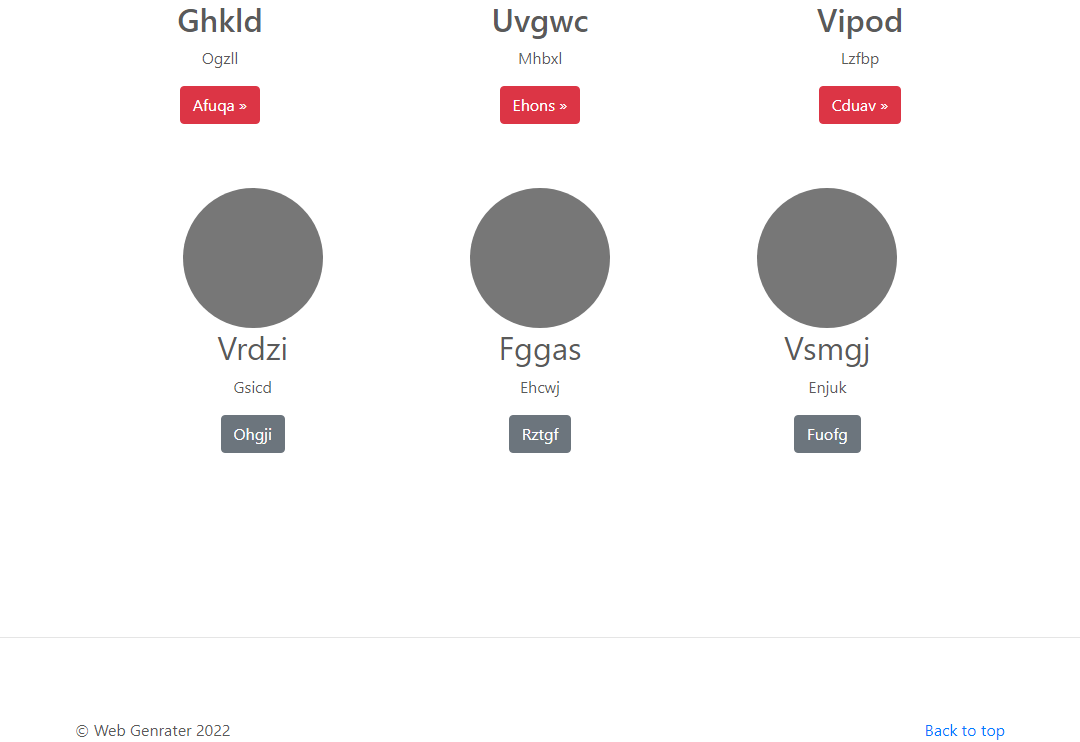 Ghkld
Uvgwc
Vipod
Ogzll
Mhbxl
Lzfbp
Afuqa »
Ehons »
Cduav »
Vrdzi
Fggas
Vsmgj
Gsicd
Ehcwj
Enjuk
Ohgji
Rztgf
Fuofg
© Web Genrater 2022
Back to top